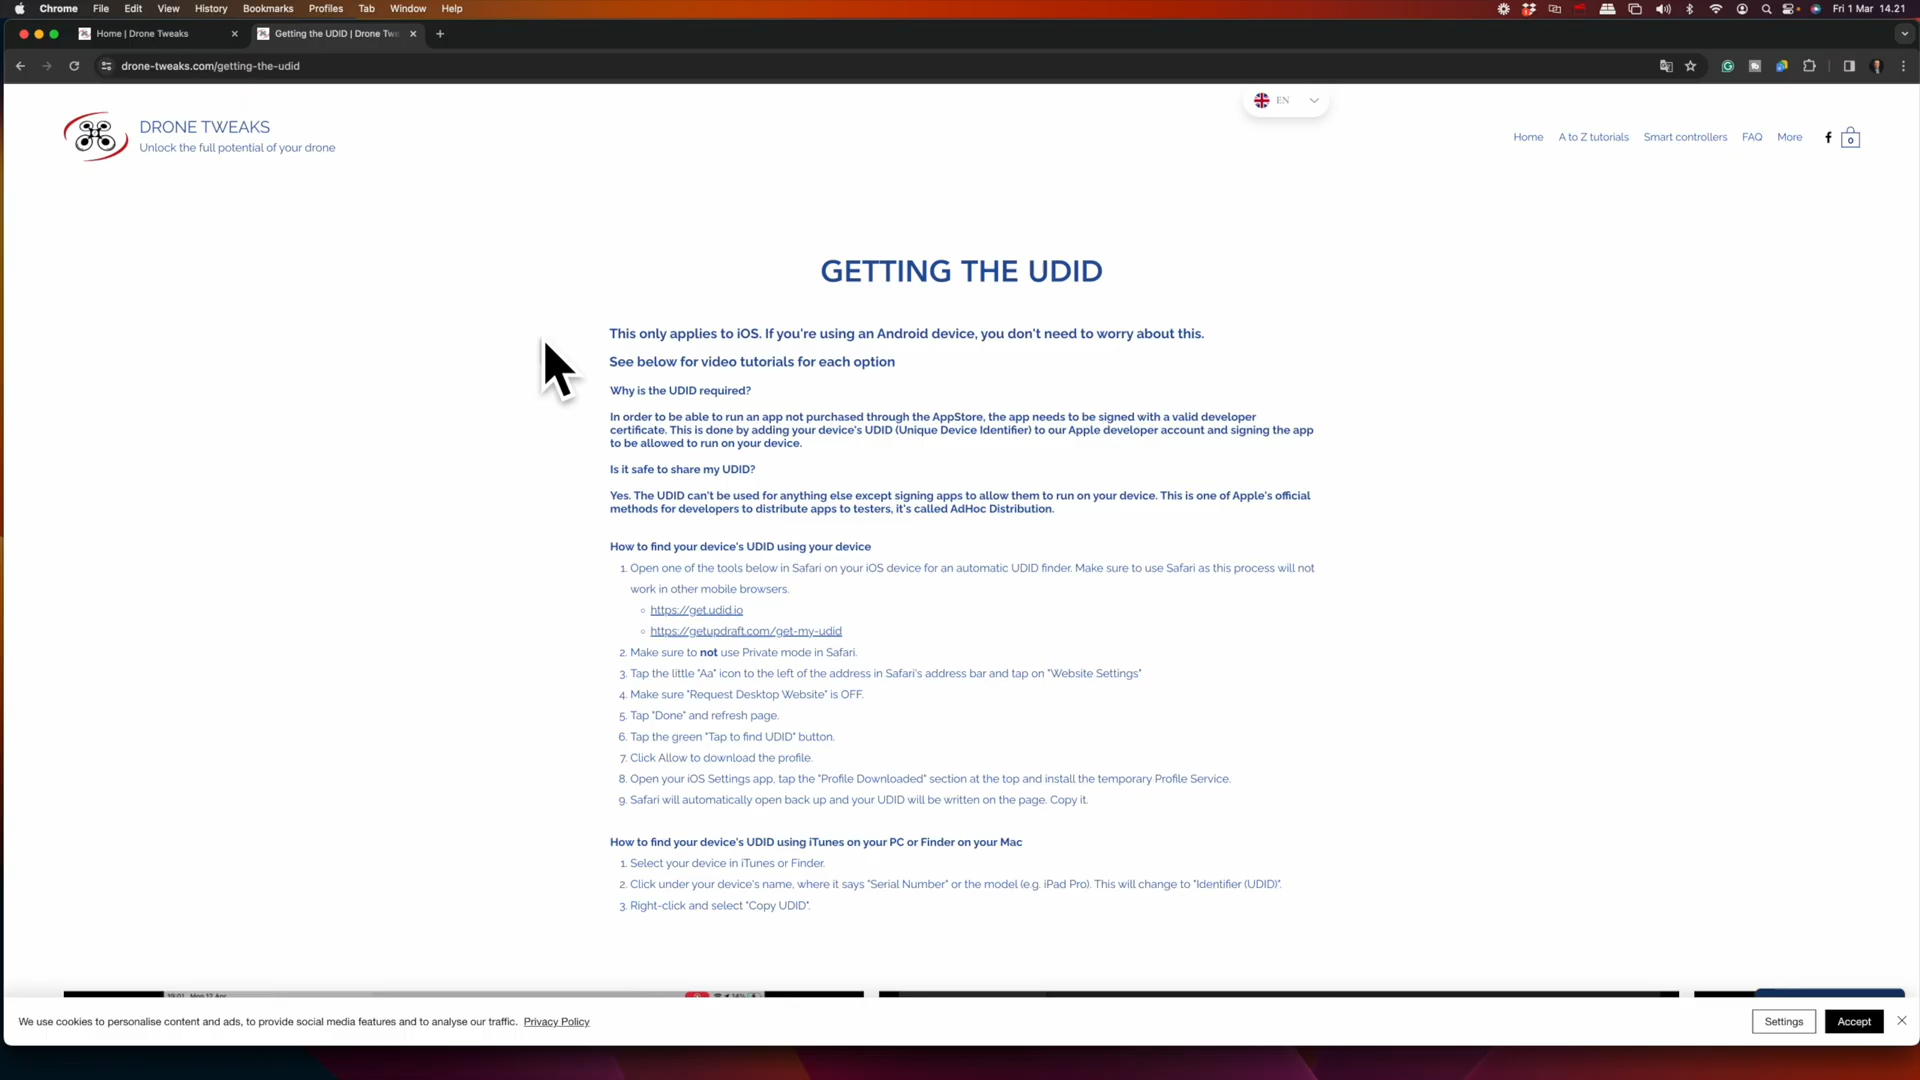 Chrome File Edit View History Bookmarks Profiles Tab Window Help Fri 1 Mar 14.21
Home | Drone Tweaks Getting the UDID | Drone Twe
drone-tweaks.com/getting-the-udid
EN
DRONE TWEAKS
Unlock the full potential of your drone
Home A to Z tutorials Smart controllers FAQ More 0
GETTING THE UDID
This only applies to iOS. If you're using an Android device, you don't need to worry about this.
See below for video tutorials for each option
Why is the UDID required?
In order to be able to run an app not purchased through the AppStore, the app needs to be signed with a valid developer
certificate. This is done by adding your device's UDID (Unique Device Identifier) to our Apple developer account and signing the app
to be allowed to run on your device.
Is it safe to share my UDID?
Yes. The UDID can't be used for anything else except signing apps to allow them to run on your device. This is one of Apple's official
methods for developers to distribute apps to testers, it's called AdHoc Distribution.
How to find your device's UDID using your device
1. Open one of the tools below in Safari on your iOS device for an automatic UDID finder. Make sure to use Safari as this process will not
work in other mobile browsers.
https://get.udid.io
https://getupdraft.com/get-my-udid
2. Make sure to not use Private mode in Safari.
3. Tap the little "Aa" icon to the left of the address in Safari's address bar and tap on "Website Settings"
4. Make sure "Request Desktop Website" is OFF.
5. Tap "Done" and refresh page.
6. Tap the green "Tap to find UDID" button.
7. Click Allow to download the profile.
8. Open your iOS Settings app, tap the "Profile Downloaded" section at the top and install the temporary Profile Service.
9. Safari will automatically open back up and your UDID will be written on the page. Copy it.
How to find your device's UDID using iTunes on your PC or Finder on your Mac
1. Select your device in iTunes or Finder.
2. Click under your device's name, where it says "Serial Number" or the model (e.g. iPad Pro). This will change to "Identifier (UDID)".
3. Right-click and select "Copy UDID".
We use cookies to personalise content and ads, to provide social media features and to analyse our traffic. Privacy Policy
Settings Accept